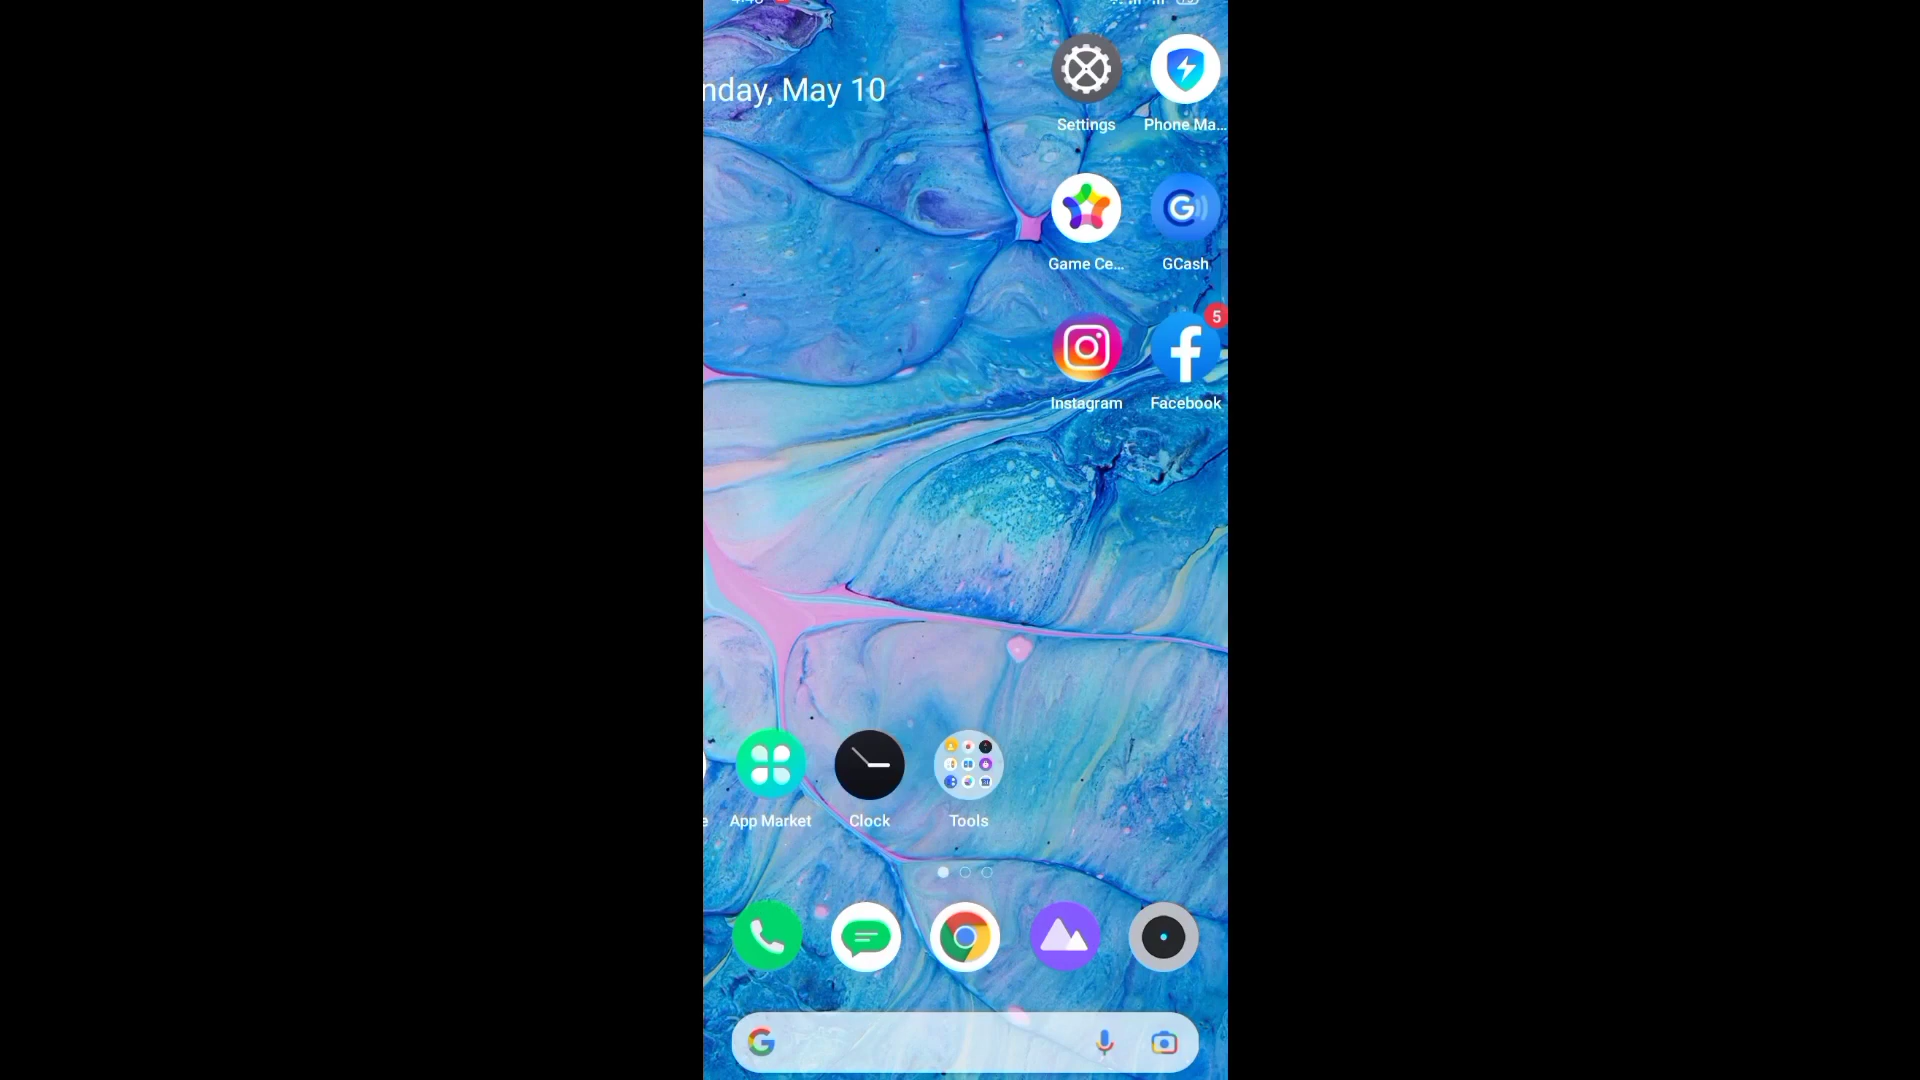 nday, May 10
Settings
Phone Ma...
Game Ce...
GCash
5
Instagram
Facebook
e
App Market
Clock
Tools